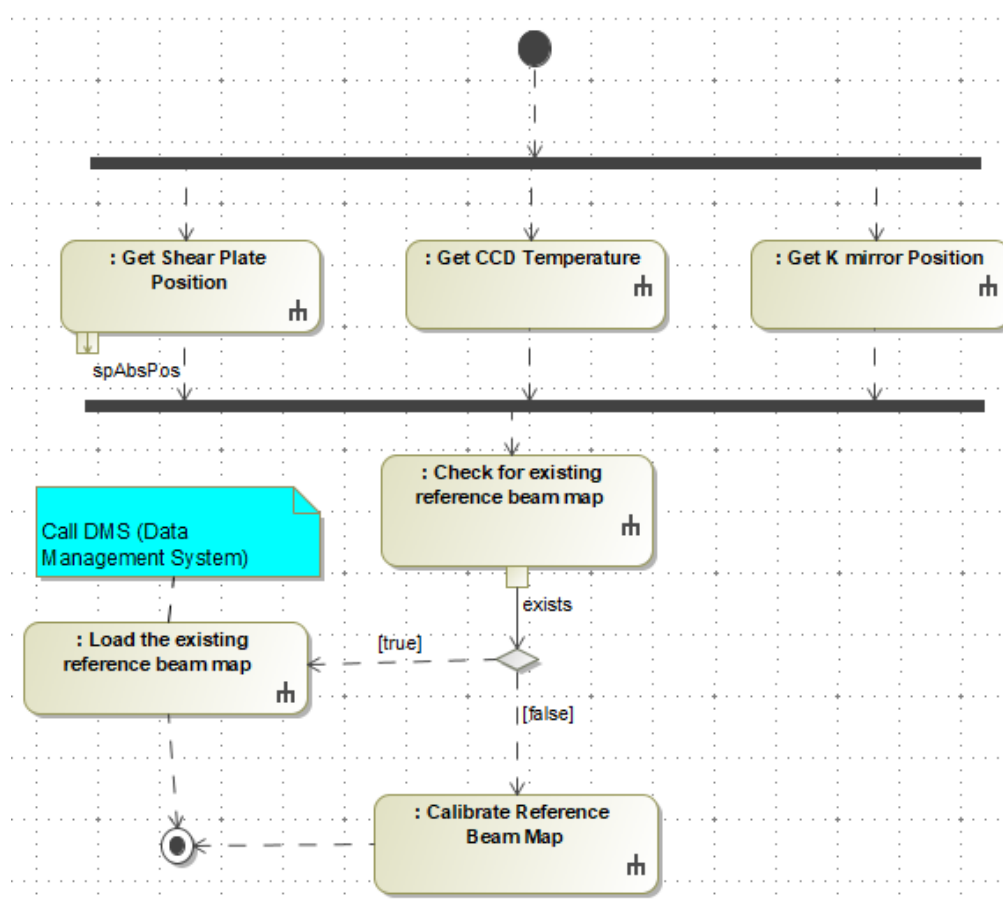 : Get Shear Plate
Position
: Get CCD Temperature
: Get K mirror Position
spAbsPos
: Check for existing
reference beam map
Call DMS (Data
Management System)
exists
: Load the existing
reference beam map
[true]
[false]
: Calibrate Reference
Beam Map